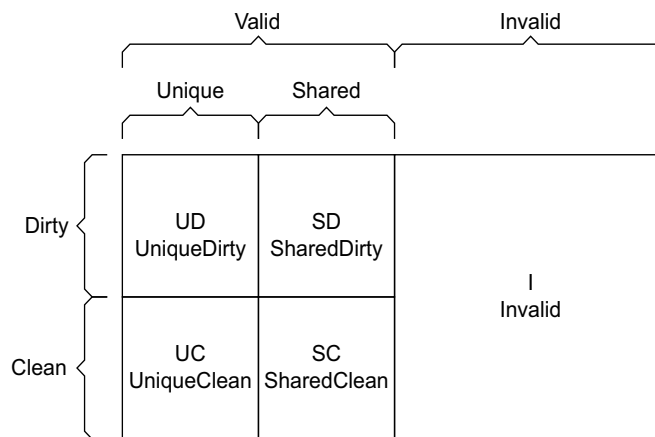 Valid Invalid
Unique Shared
Dirty
UD
UniqueDirty
SD
SharedDirty
I
Invalid
Clean
UC
UniqueClean
SC
SharedClean